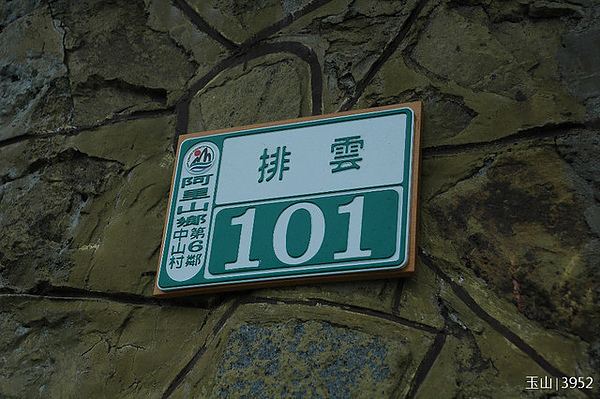 排雲
101
阿里山鄉
中山村
第6鄰
玉山|3952